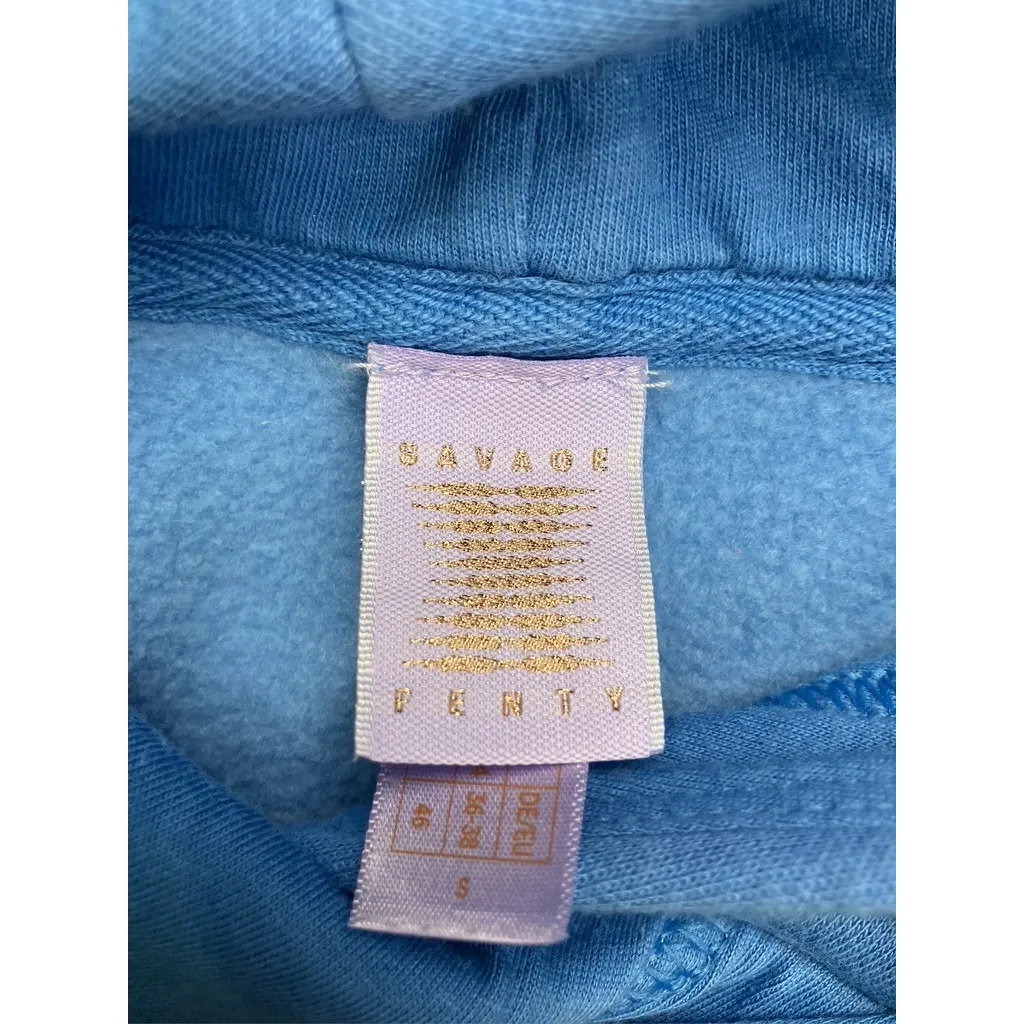 SAVAGE
FENTY
DE/EU
36-38
46
S